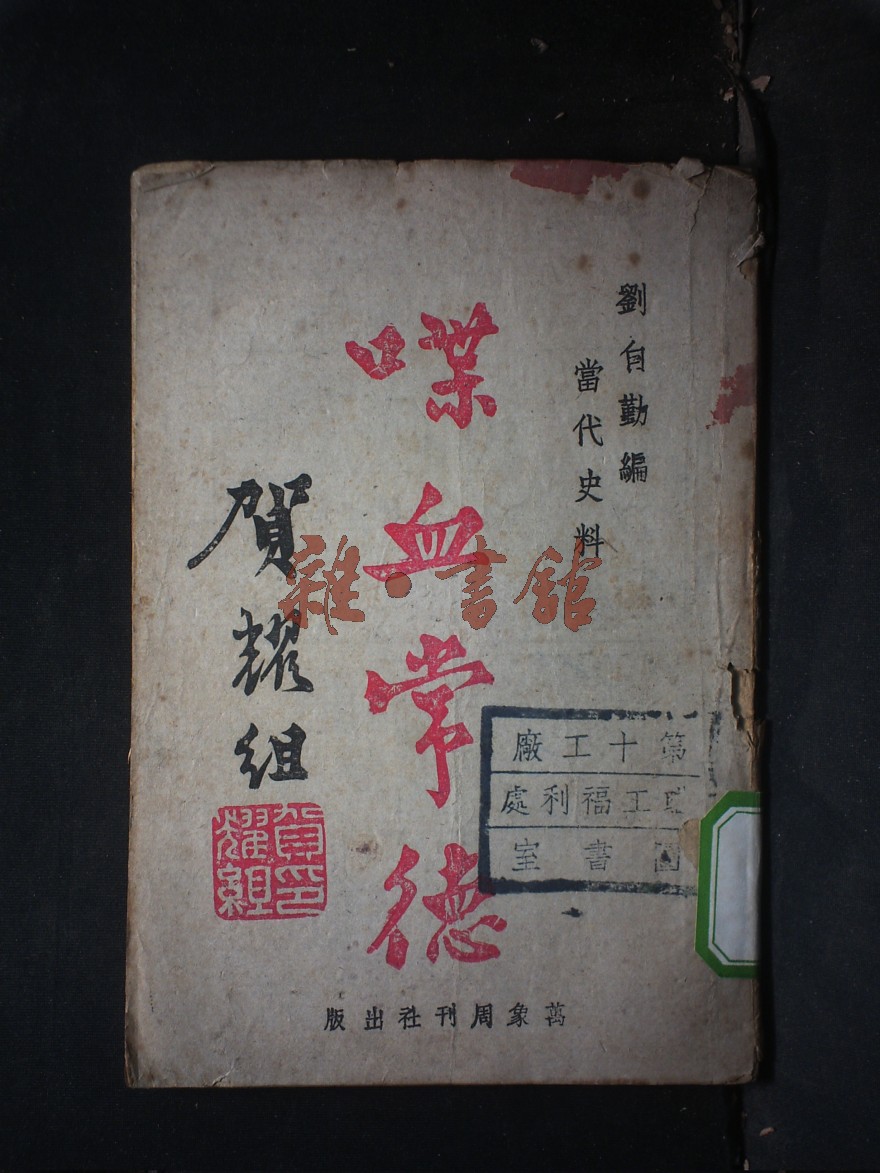 劉自勤編
當代史料
喋血常德
賀耀組
賀印耀組
萬象周刊社出版
第十工廠
工福利處
圖書室
雜·書館